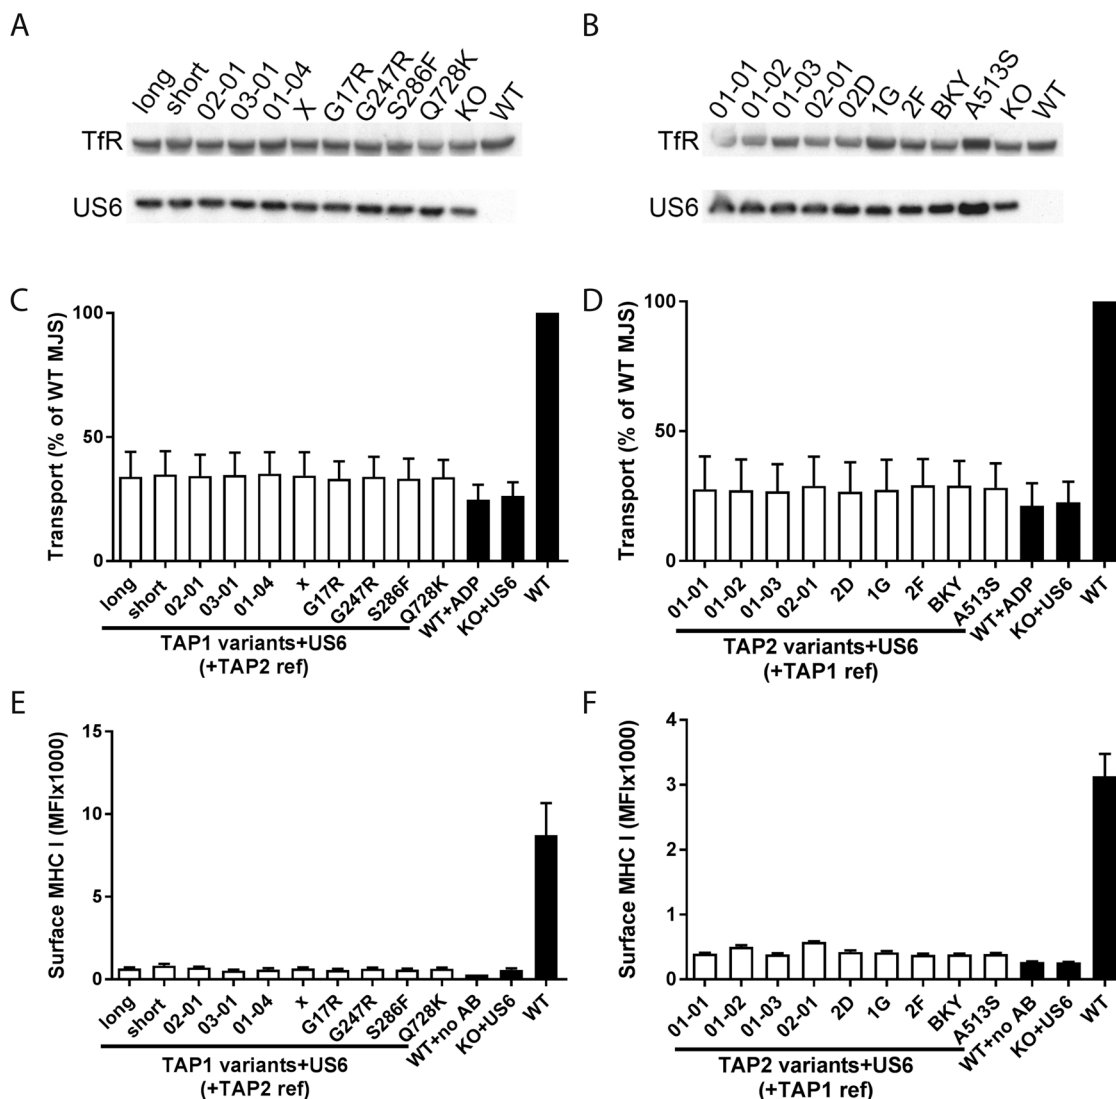 A
long short 02-01 03-01 01-04 X G17R G247R S286F Q728K KO WT
TfR
US6
B
01-01 01-02 01-03 02-01 02D 1G 2F BKY A513S KO WT
TfR
US6
C
Transport (% of WT MJS)
100
50
0
long short 02-01 03-01 01-04 x G17R G247R S286F Q728K WT+ADP KO+US6 WT
TAP1 variants+US6
(+TAP2 ref)
D
Transport (% of WT MJS)
100
50
0
01-01 01-02 01-03 02-01 2D 1G 2F BKY A513S WT+ADP KO+US6 WT
TAP2 variants+US6
(+TAP1 ref)
E
Surface MHC I (MFIx1000)
15
10
5
0
long short 02-01 03-01 01-04 x G17R G247R S286F Q728K WT+no AB KO+US6 WT
TAP1 variants+US6
(+TAP2 ref)
F
Surface MHC I (MFIx1000)
4
3
2
1
0
01-01 01-02 01-03 02-01 2D 1G 2F BKY A513S WT+no AB KO+US6 WT
TAP2 variants+US6
(+TAP1 ref)